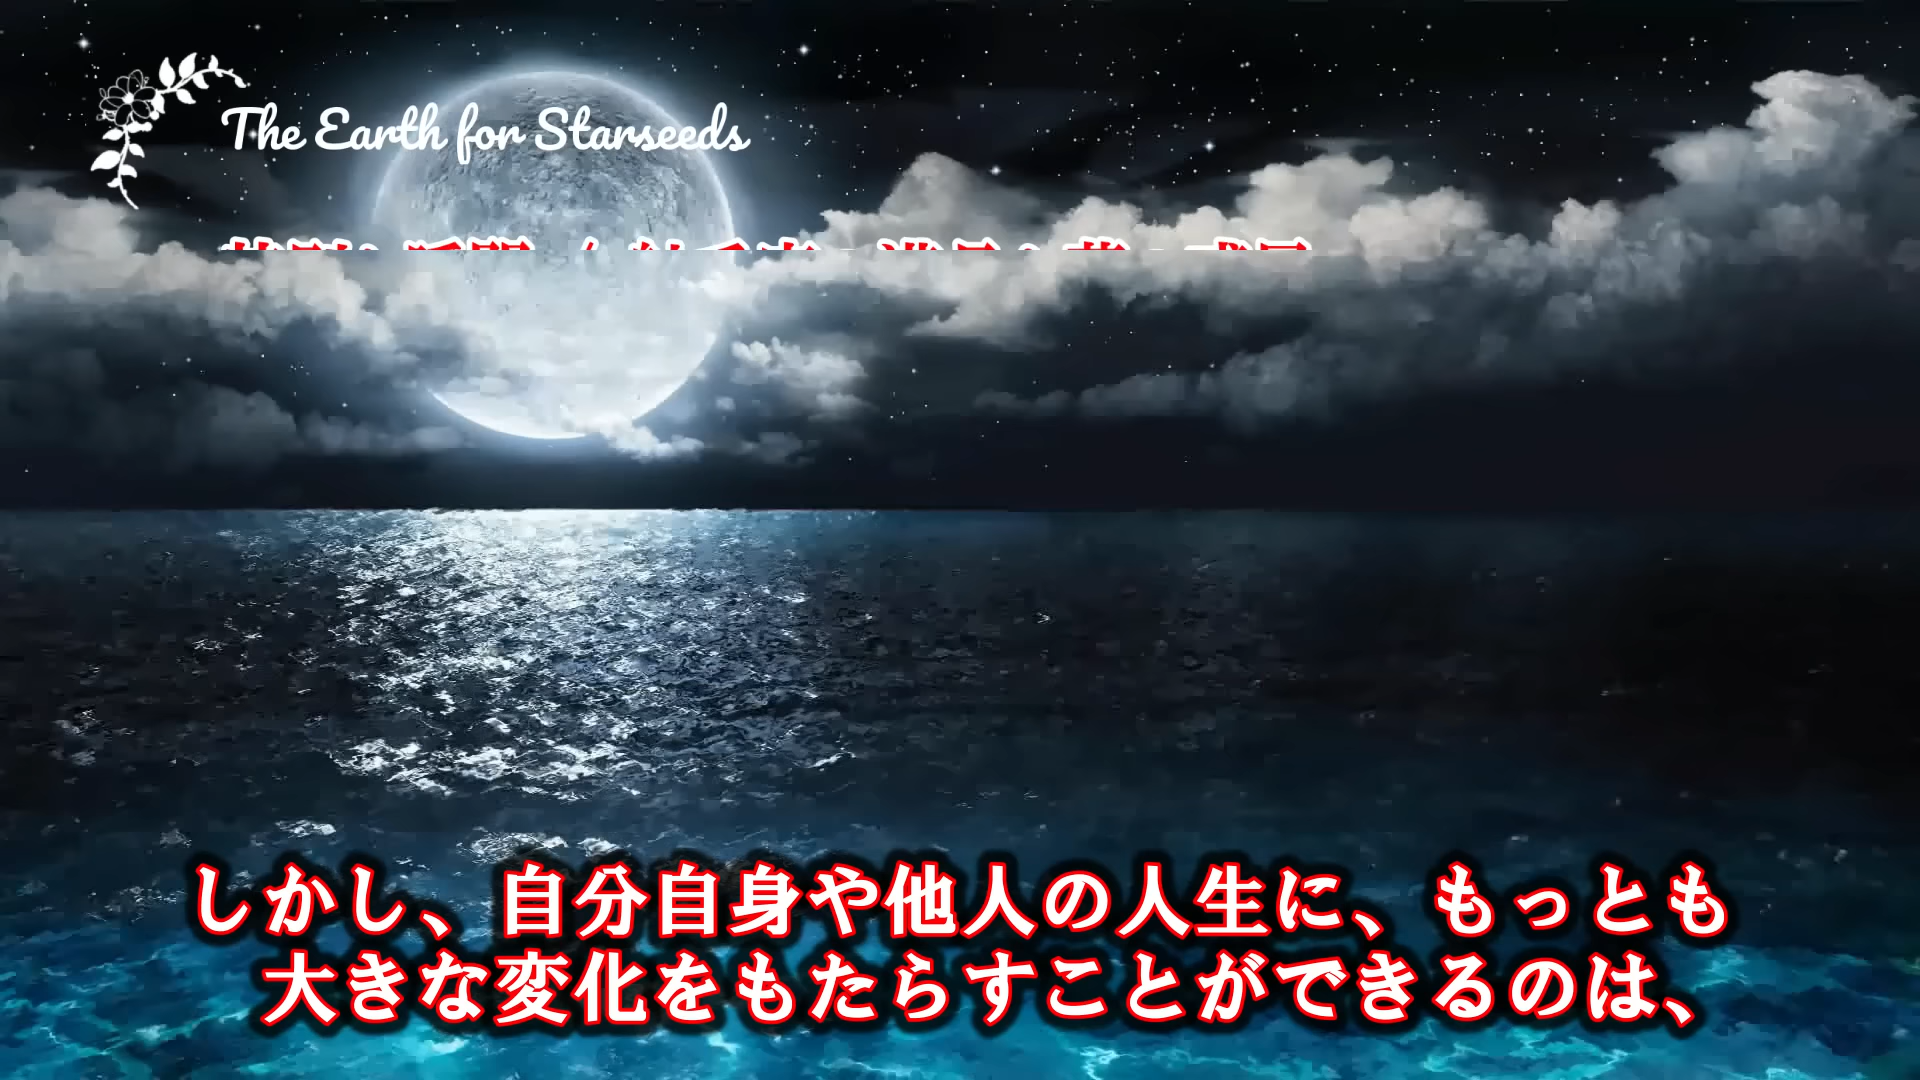 The Earth for Starseeds
しかし、自分自身や他人の人生に、もっとも
大きな変化をもたらすことができるのは、